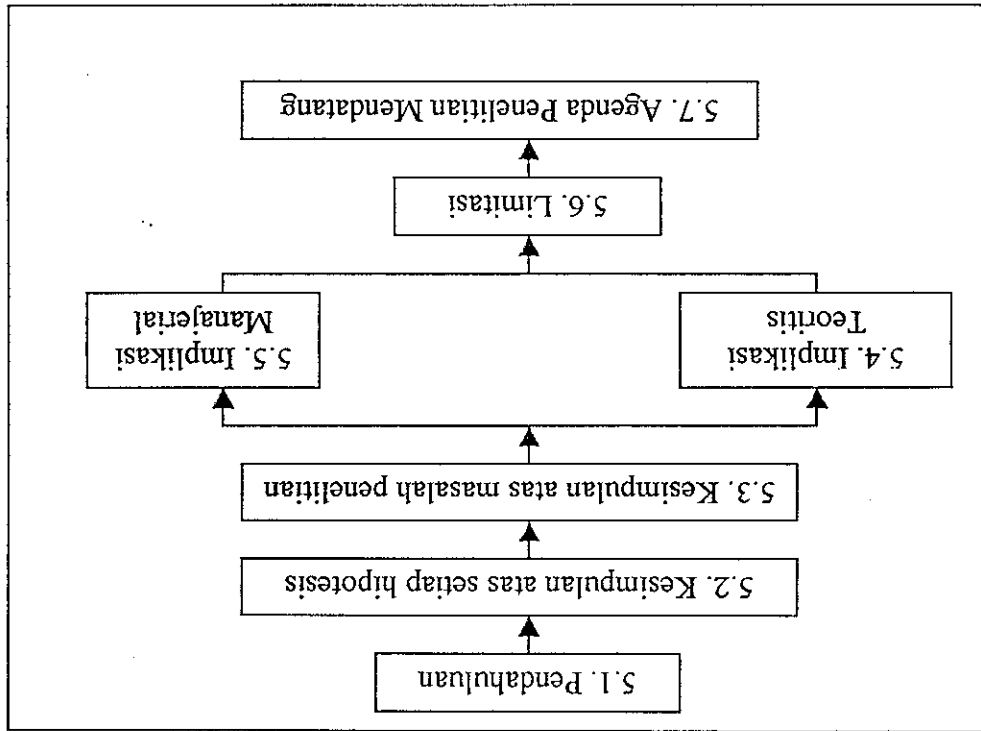 5.1. Pendahuluan
5.2. Kesimpulan atas setiap hipotesis
5.3. Kesimpulan atas masalah penelitian
5.4. Implikasi
Teoritis
5.5. Implikasi
Manajerial
5.6. Limitasi
5.7. Agenda Penelitian Mendatang